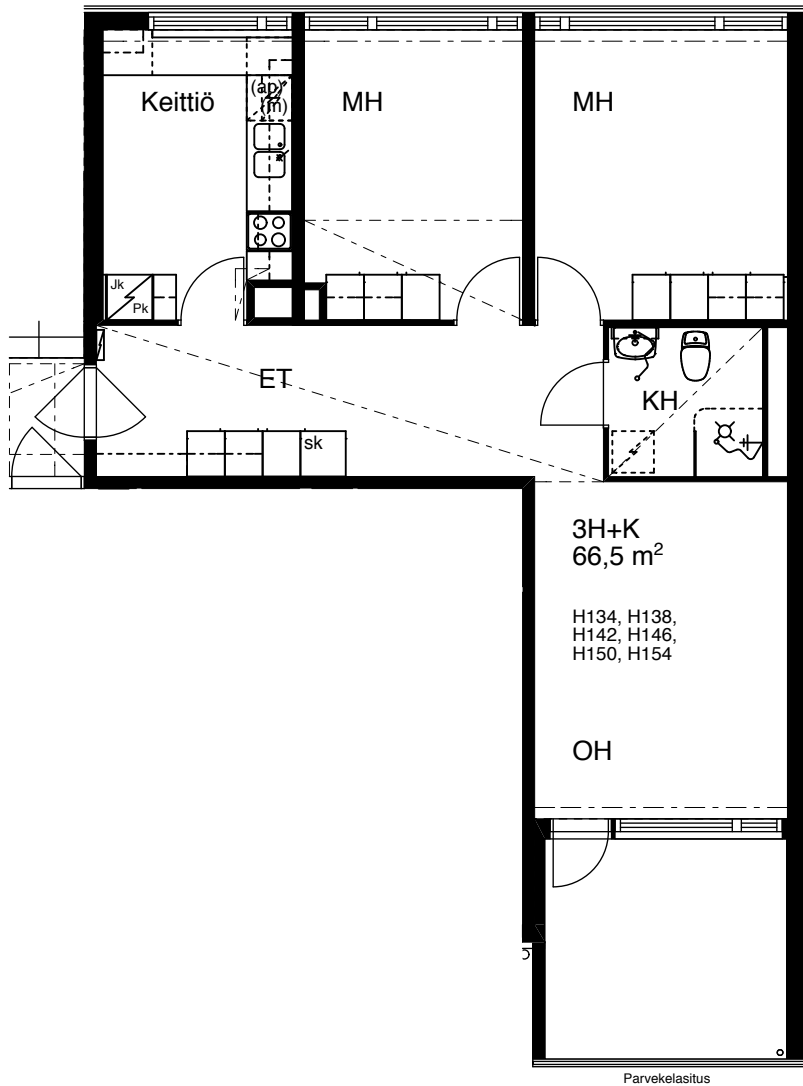 (ap)
(m)
Keittiö
MH
MH
Jk
Pk
ET
KH
sk
3H+K
66,5 m²
H134, H138,
H142, H146,
H150, H154
OH
Parvekelasitus